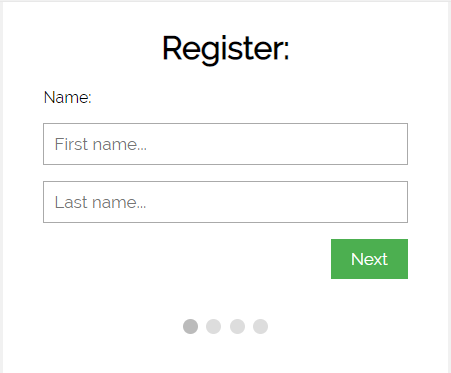 Register:
Name:
First name...
Last name...
Next